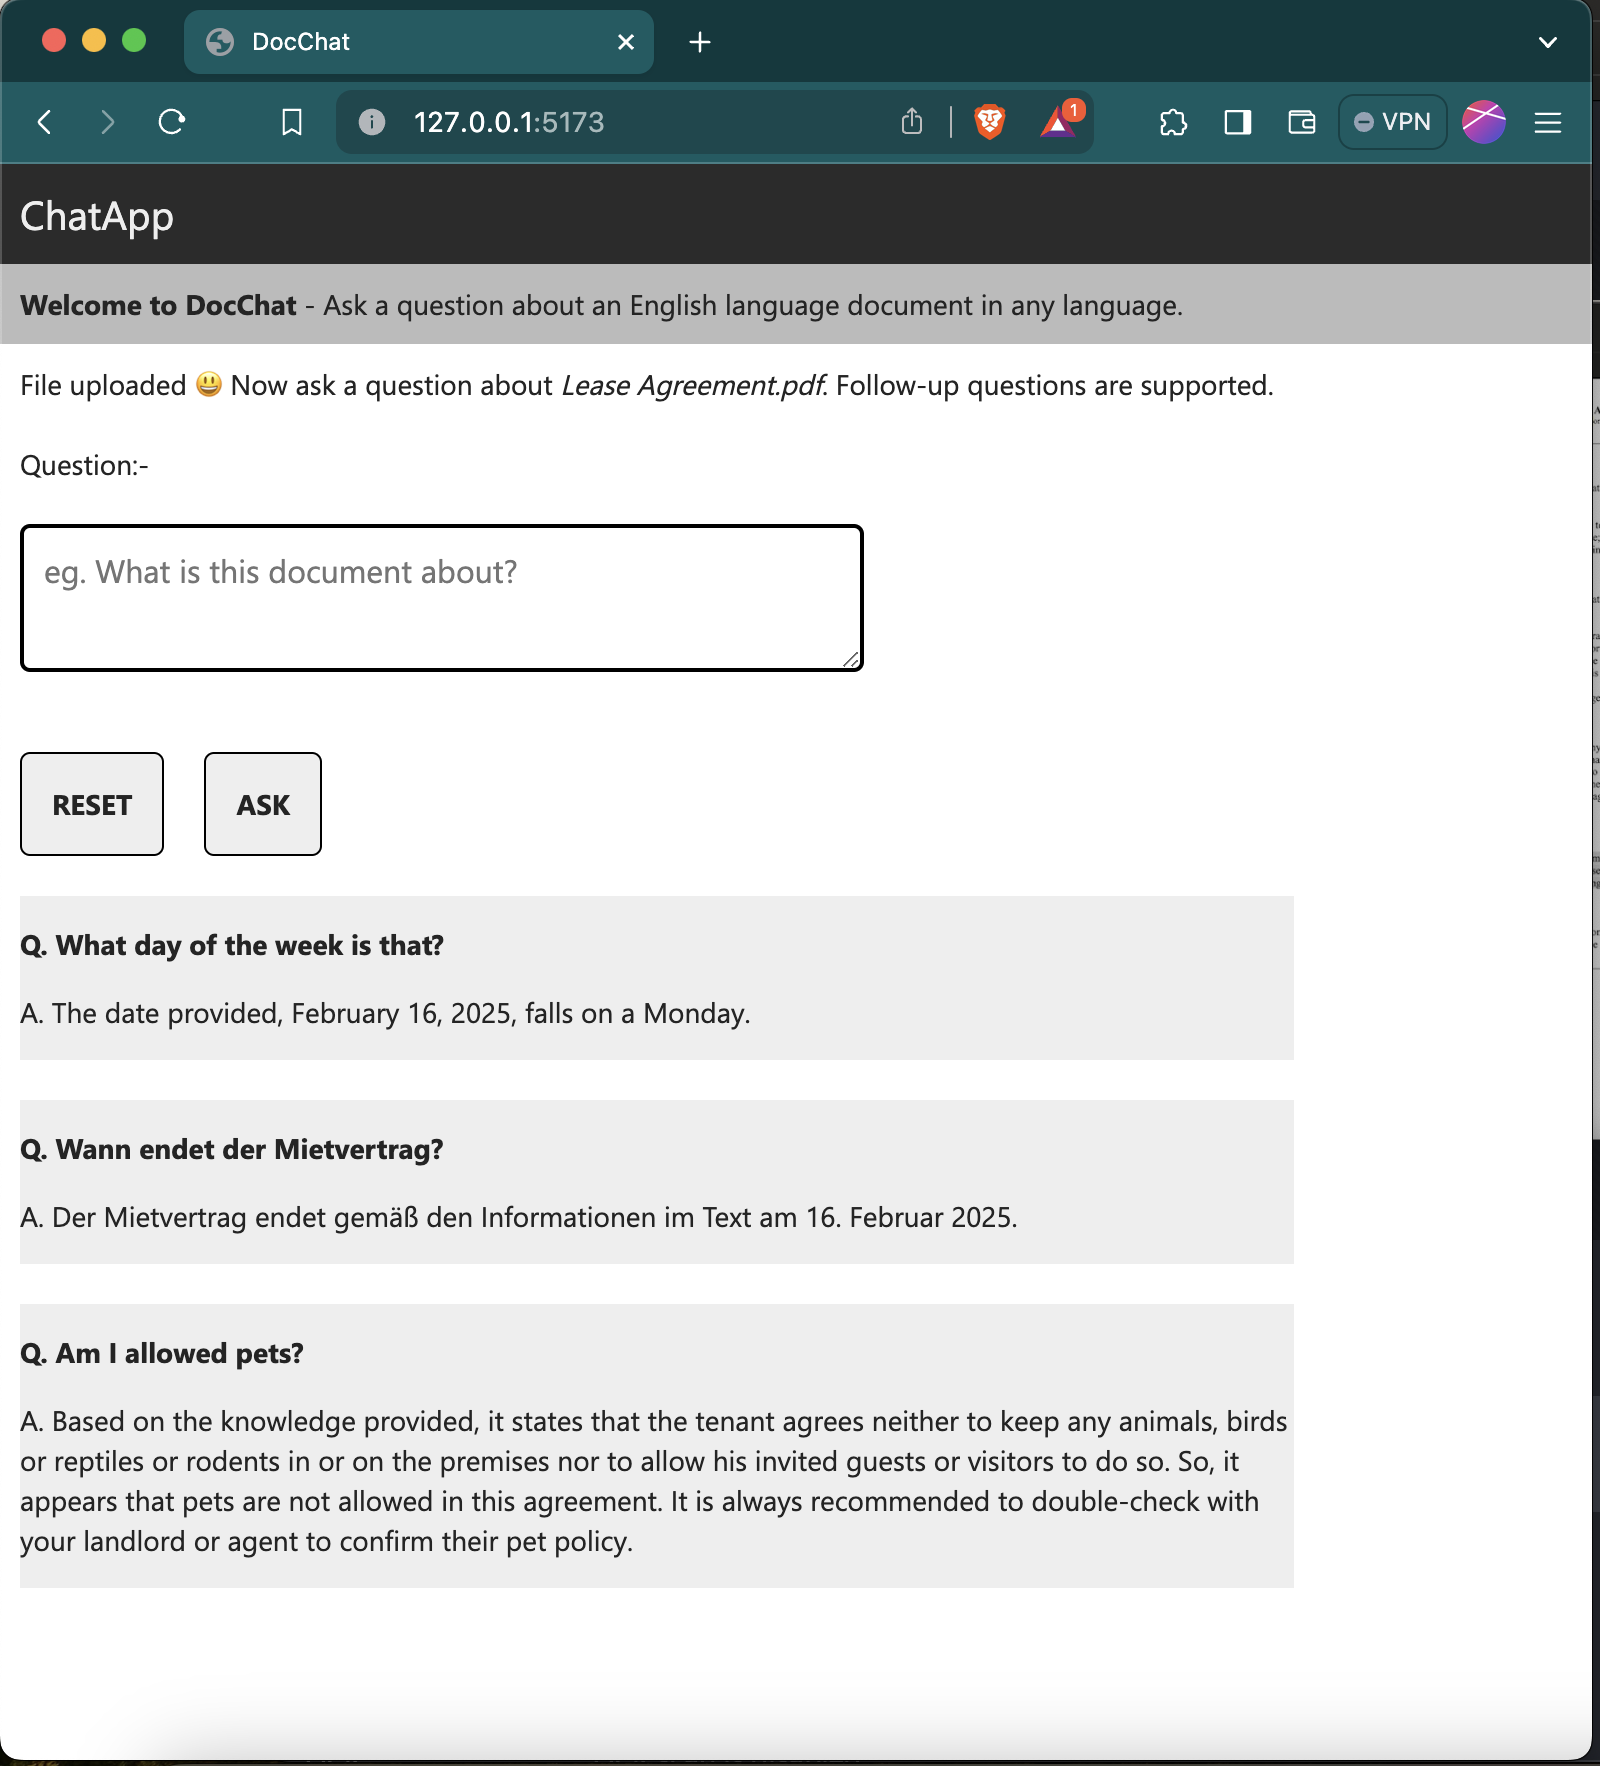 DocChat
127.0.0.1:5173
1
VPN
ChatApp
Welcome to DocChat - Ask a question about an English language document in any language.
File uploaded 😃 Now ask a question about Lease Agreement.pdf. Follow-up questions are supported.
Question:-
eg. What is this document about?
RESET
ASK
Q. What day of the week is that?
A. The date provided, February 16, 2025, falls on a Monday.
Q. Wann endet der Mietvertrag?
A. Der Mietvertrag endet gemäß den Informationen im Text am 16. Februar 2025.
Q. Am I allowed pets?
A. Based on the knowledge provided, it states that the tenant agrees neither to keep any animals, birds
or reptiles or rodents in or on the premises nor to allow his invited guests or visitors to do so. So, it
appears that pets are not allowed in this agreement. It is always recommended to double-check with
your landlord or agent to confirm their pet policy.